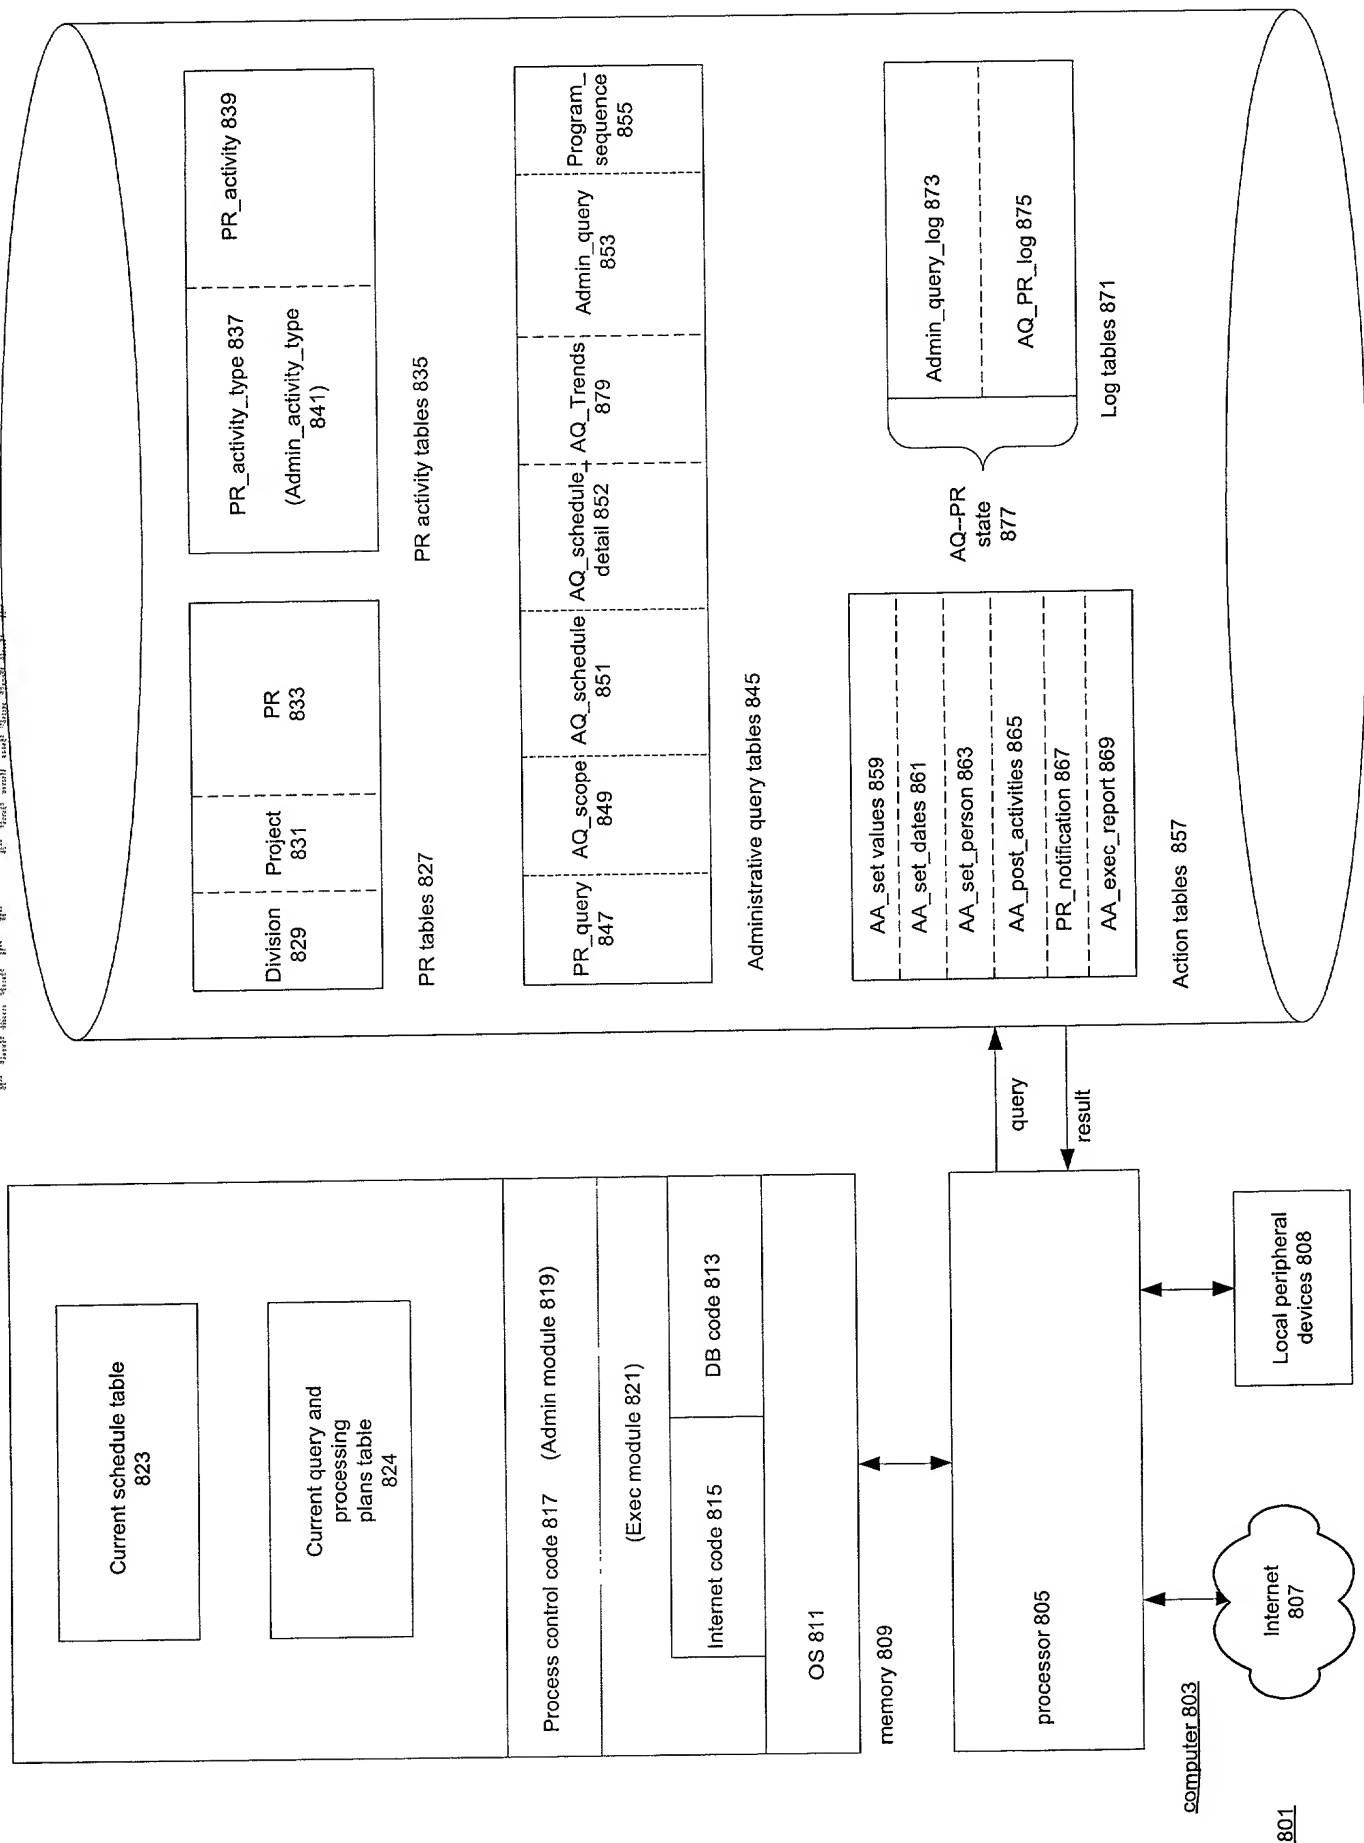 Current schedule table
823
Current query and
processing
plans table
824
Process control code 817 (Admin module 819)
(Exec module 821)
Internet code 815
DB code 813
OS 811
memory 809
processor 805
computer 803
Internet
807
Local peripheral
devices 808
801
query
result
Division
829
Project
831
PR
833
PR tables 827
PR_activity_type 837
(Admin_activity_type
841)
PR_activity 839
PR activity tables 835
PR_query
847
AQ_scope
849
AQ_schedule
851
AQ_schedule_
detail 852
AQ_Trends
879
Admin_query
853
Program_
sequence
855
Administrative query tables 845
AA_set values 859
AA_set_dates 861
AA_set_person 863
AA_post_activities 865
PR_notification 867
AA_exec_report 869
Action tables 857
AQ--PR
state
877
Admin_query_log 873
AQ_PR_log 875
Log tables 871